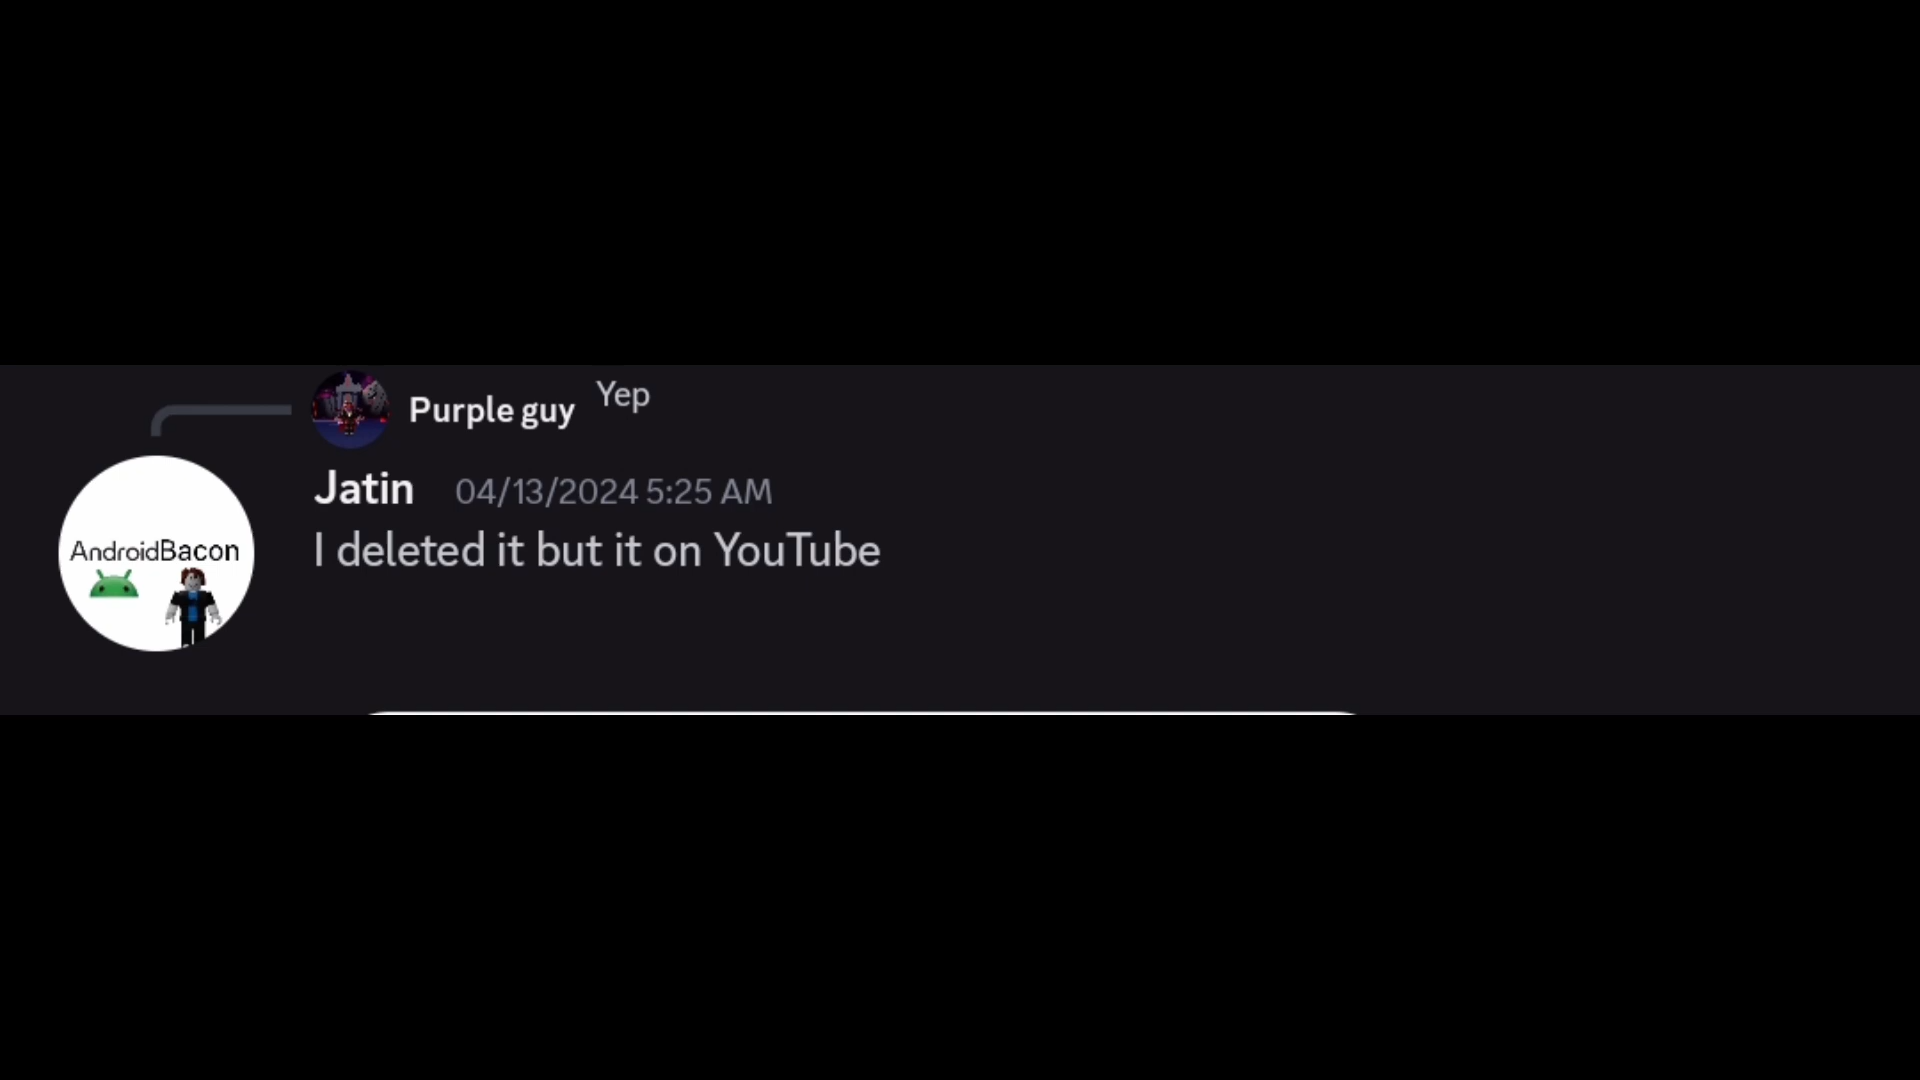 Purple guy Yep
Jatin 04/13/2024 5:25 AM
I deleted it but it on YouTube
AndroidBacon